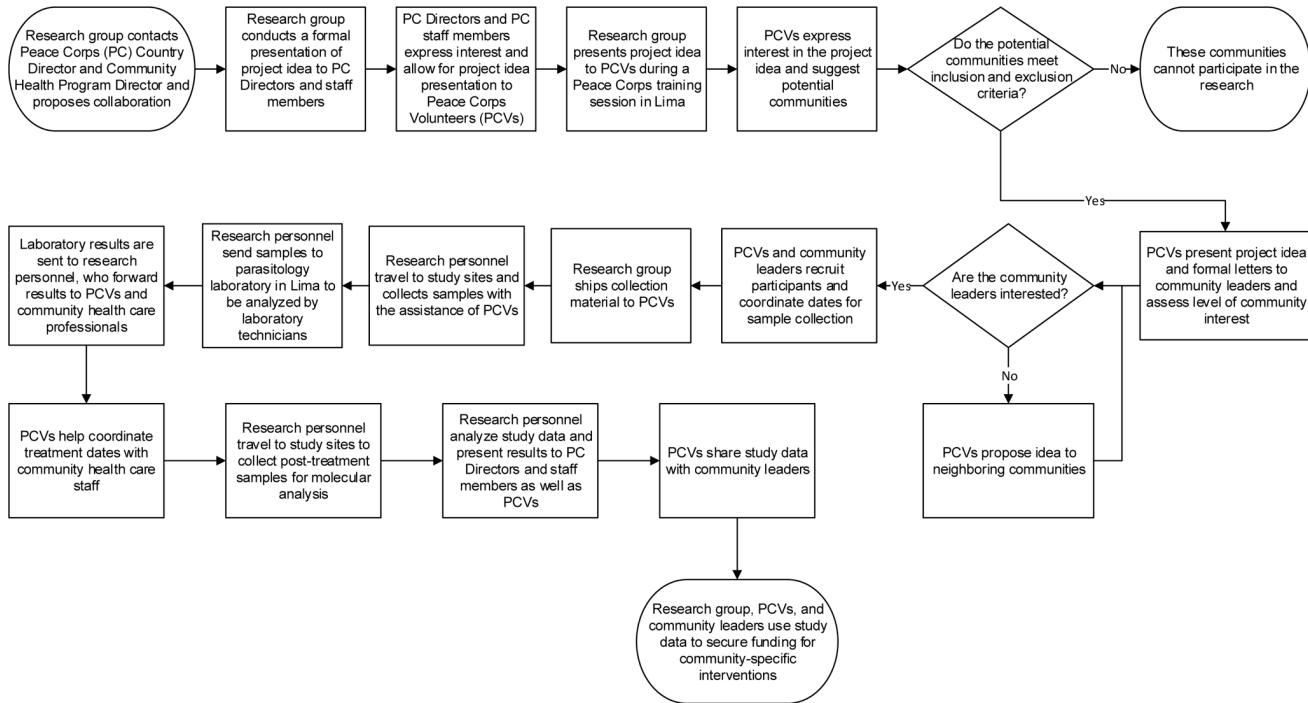 Research group contacts
Peace Corps (PC) Country
Director and Community
Health Program Director and
proposes collaboration
Research group
conducts a formal
presentation of
project idea to PC
Directors and staff
members
PC Directors and PC
staff members
express interest and
allow for project idea
presentation to
Peace Corps
Volunteers (PCVs)
Research group
presents project idea
to PCVs during a
Peace Corps training
session in Lima
PCVs express
interest in the project
idea and suggest
potential
communities
Do the potential
communities meet
inclusion and exclusion
criteria?
No
These communities
cannot participate in the
research
Yes
PCVs present project idea
and formal letters to
community leaders and
assess level of community
interest
Are the community
leaders interested?
No
PCVs propose idea to
neighboring communities
Yes
PCVs and community
leaders recruit
participants and
coordinate dates for
sample collection
Research group
ships collection
material to PCVs
Research personnel
travel to study sites and
collects samples with
the assistance of PCVs
Research personnel
send samples to
parasitology
laboratory in Lima to
be analyzed by
laboratory
technicians
Laboratory results are
sent to research
personnel, who forward
results to PCVs and
community health care
professionals
PCVs help coordinate
treatment dates with
community health care
staff
Research personnel
travel to study sites to
collect post-treatment
samples for molecular
analysis
Research personnel
analyze study data and
present results to PC
Directors and staff
members as well as
PCVs
PCVs share study data
with community leaders
Research group, PCVs, and
community leaders use study
data to secure funding for
community-specific
interventions